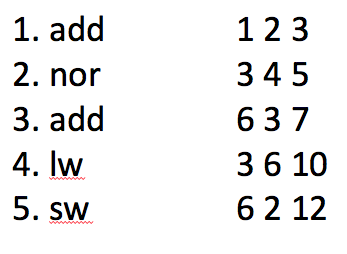 1. add 1 2 3
2. nor 3 4 5
3. add 6 3 7
4. lw 3 6 10
5. sw 6 2 12